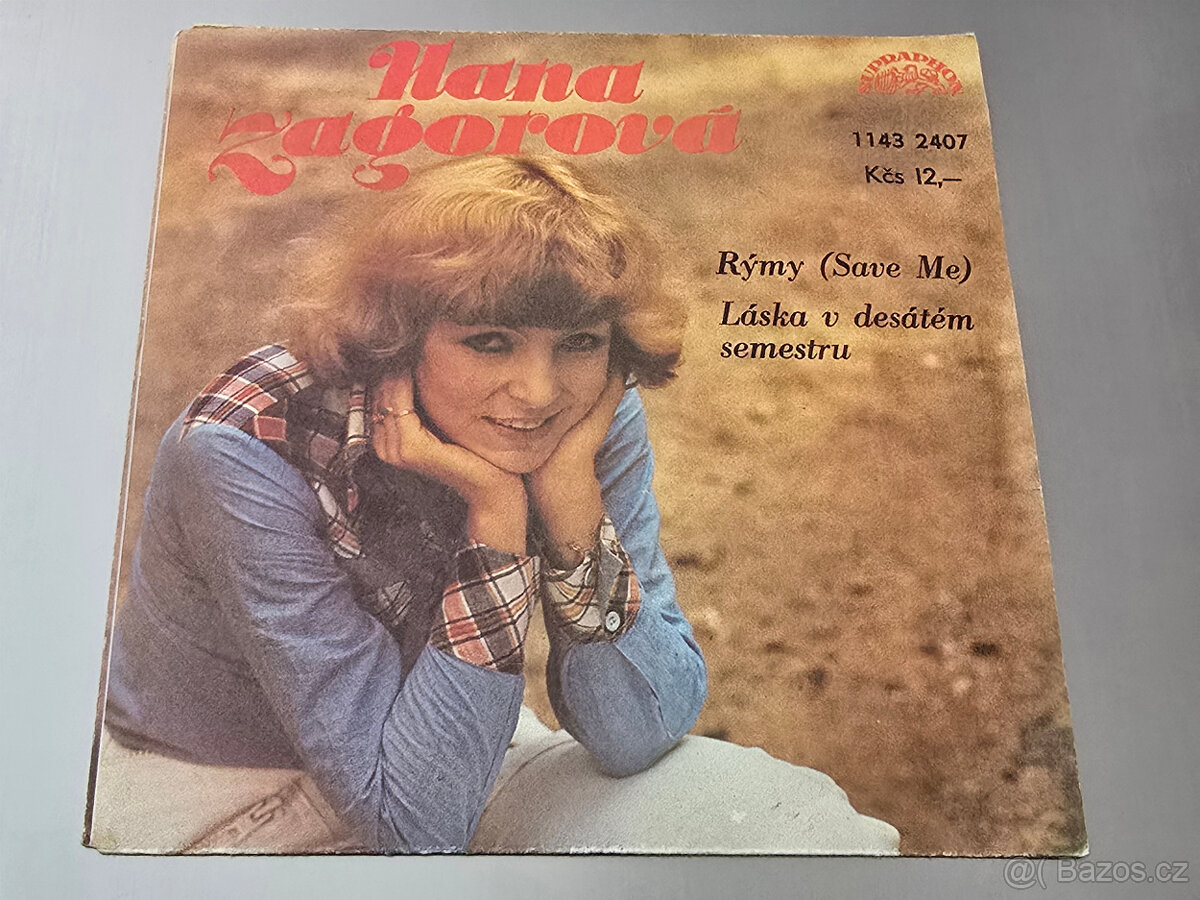 Hana
Zagorová
SUPRAPHON
1143 2407
Kčs 12,—
Rýmy (Save Me)
Láska v desátém
semestru
@( Bazos.cz